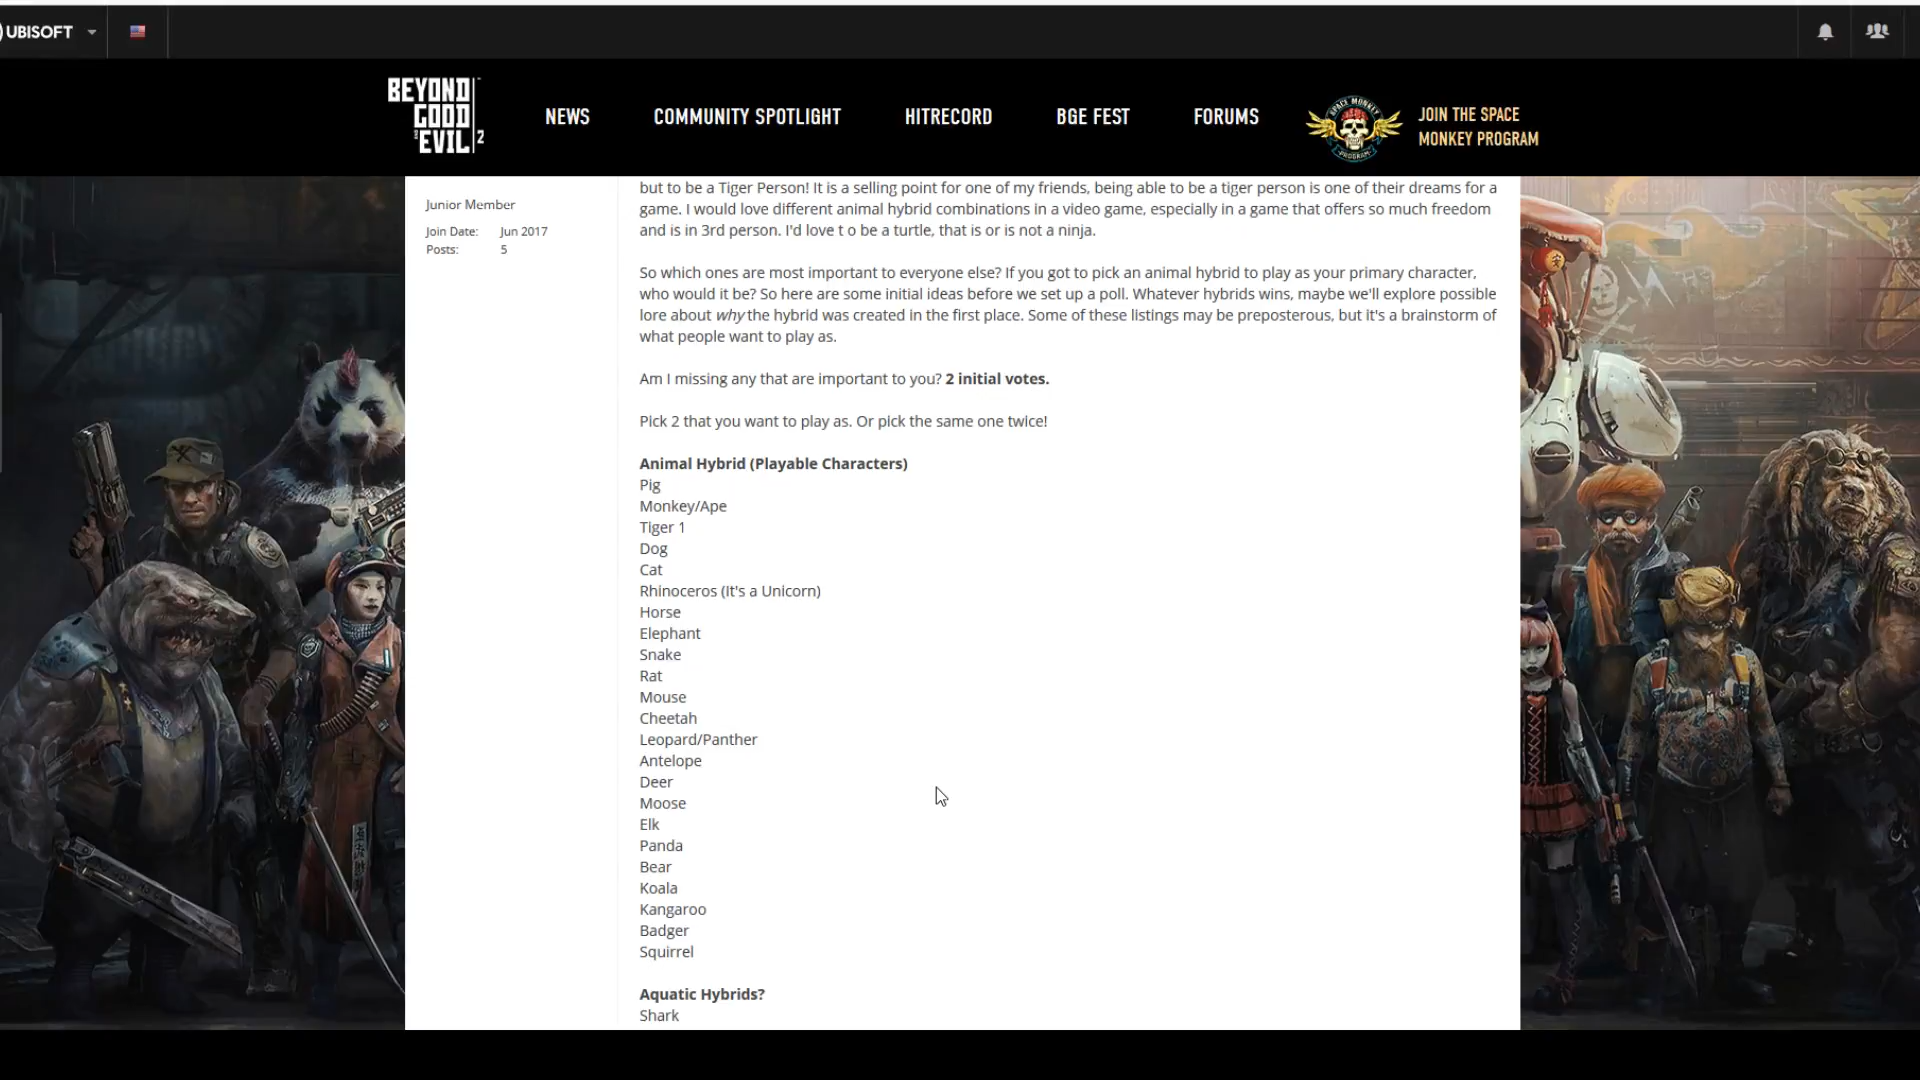 UBISOFT
BEYOND
GOOD
AND
EVIL 2
NEWS
COMMUNITY SPOTLIGHT
HITRECORD
BGE FEST
FORUMS
SPACE MONKEY
PROGRAM
JOIN THE SPACE
MONKEY PROGRAM
Junior Member
Join Date: Jun 2017
Posts: 5
but to be a Tiger Person! It is a selling point for one of my friends, being able to be a tiger person is one of their dreams for a
game. I would love different animal hybrid combinations in a video game, especially in a game that offers so much freedom
and is in 3rd person. I'd love t o be a turtle, that is or is not a ninja.
So which ones are most important to everyone else? If you got to pick an animal hybrid to play as your primary character,
who would it be? So here are some initial ideas before we set up a poll. Whatever hybrids wins, maybe we'll explore possible
lore about why the hybrid was created in the first place. Some of these listings may be preposterous, but it's a brainstorm of
what people want to play as.
Am I missing any that are important to you? 2 initial votes.
Pick 2 that you want to play as. Or pick the same one twice!
Animal Hybrid (Playable Characters)
Pig
Monkey/Ape
Tiger 1
Dog
Cat
Rhinoceros (It's a Unicorn)
Horse
Elephant
Snake
Rat
Mouse
Cheetah
Leopard/Panther
Antelope
Deer
Moose
Elk
Panda
Bear
Koala
Kangaroo
Badger
Squirrel
Aquatic Hybrids?
Shark